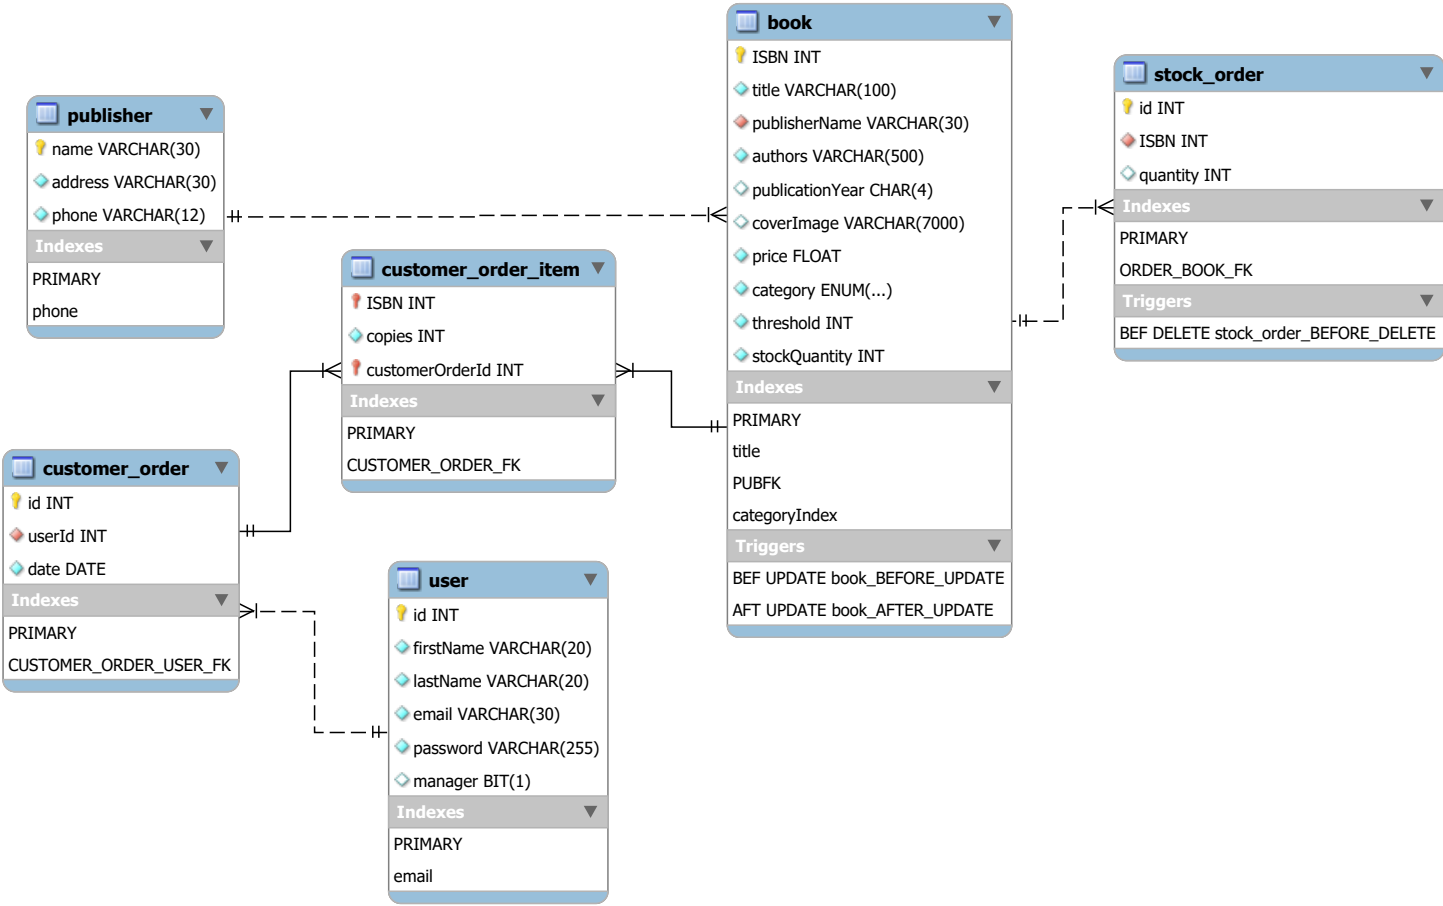 publisher
name VARCHAR(30)
address VARCHAR(30)
phone VARCHAR(12)
Indexes
PRIMARY
phone
customer_order_item
ISBN INT
copies INT
customerOrderId INT
Indexes
PRIMARY
CUSTOMER_ORDER_FK
customer_order
id INT
userId INT
date DATE
Indexes
PRIMARY
CUSTOMER_ORDER_USER_FK
user
id INT
firstName VARCHAR(20)
lastName VARCHAR(20)
email VARCHAR(30)
password VARCHAR(255)
manager BIT(1)
Indexes
PRIMARY
email
book
ISBN INT
title VARCHAR(100)
publisherName VARCHAR(30)
authors VARCHAR(500)
publicationYear CHAR(4)
coverImage VARCHAR(7000)
price FLOAT
category ENUM(...)
threshold INT
stockQuantity INT
Indexes
PRIMARY
title
PUBFK
categoryIndex
Triggers
BEF UPDATE book_BEFORE_UPDATE
AFT UPDATE book_AFTER_UPDATE
stock_order
id INT
ISBN INT
quantity INT
Indexes
PRIMARY
ORDER_BOOK_FK
Triggers
BEF DELETE stock_order_BEFORE_DELETE